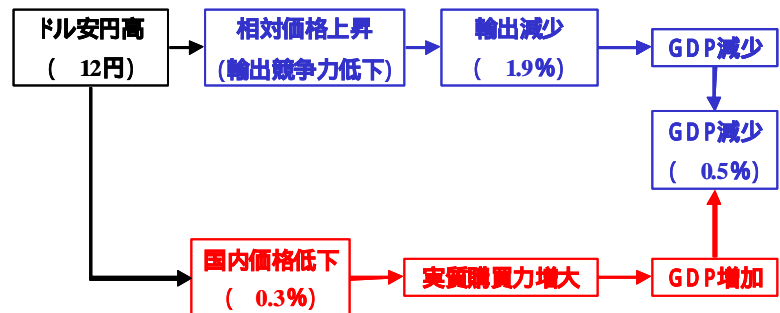 ドル安円高
(　12円)
相対価格上昇
(輸出競争力低下)
輸出減少
(　1.9%)
GDP減少
GDP減少
(　0.5%)
国内価格低下
(　0.3%)
実質購買力増大
GDP増加